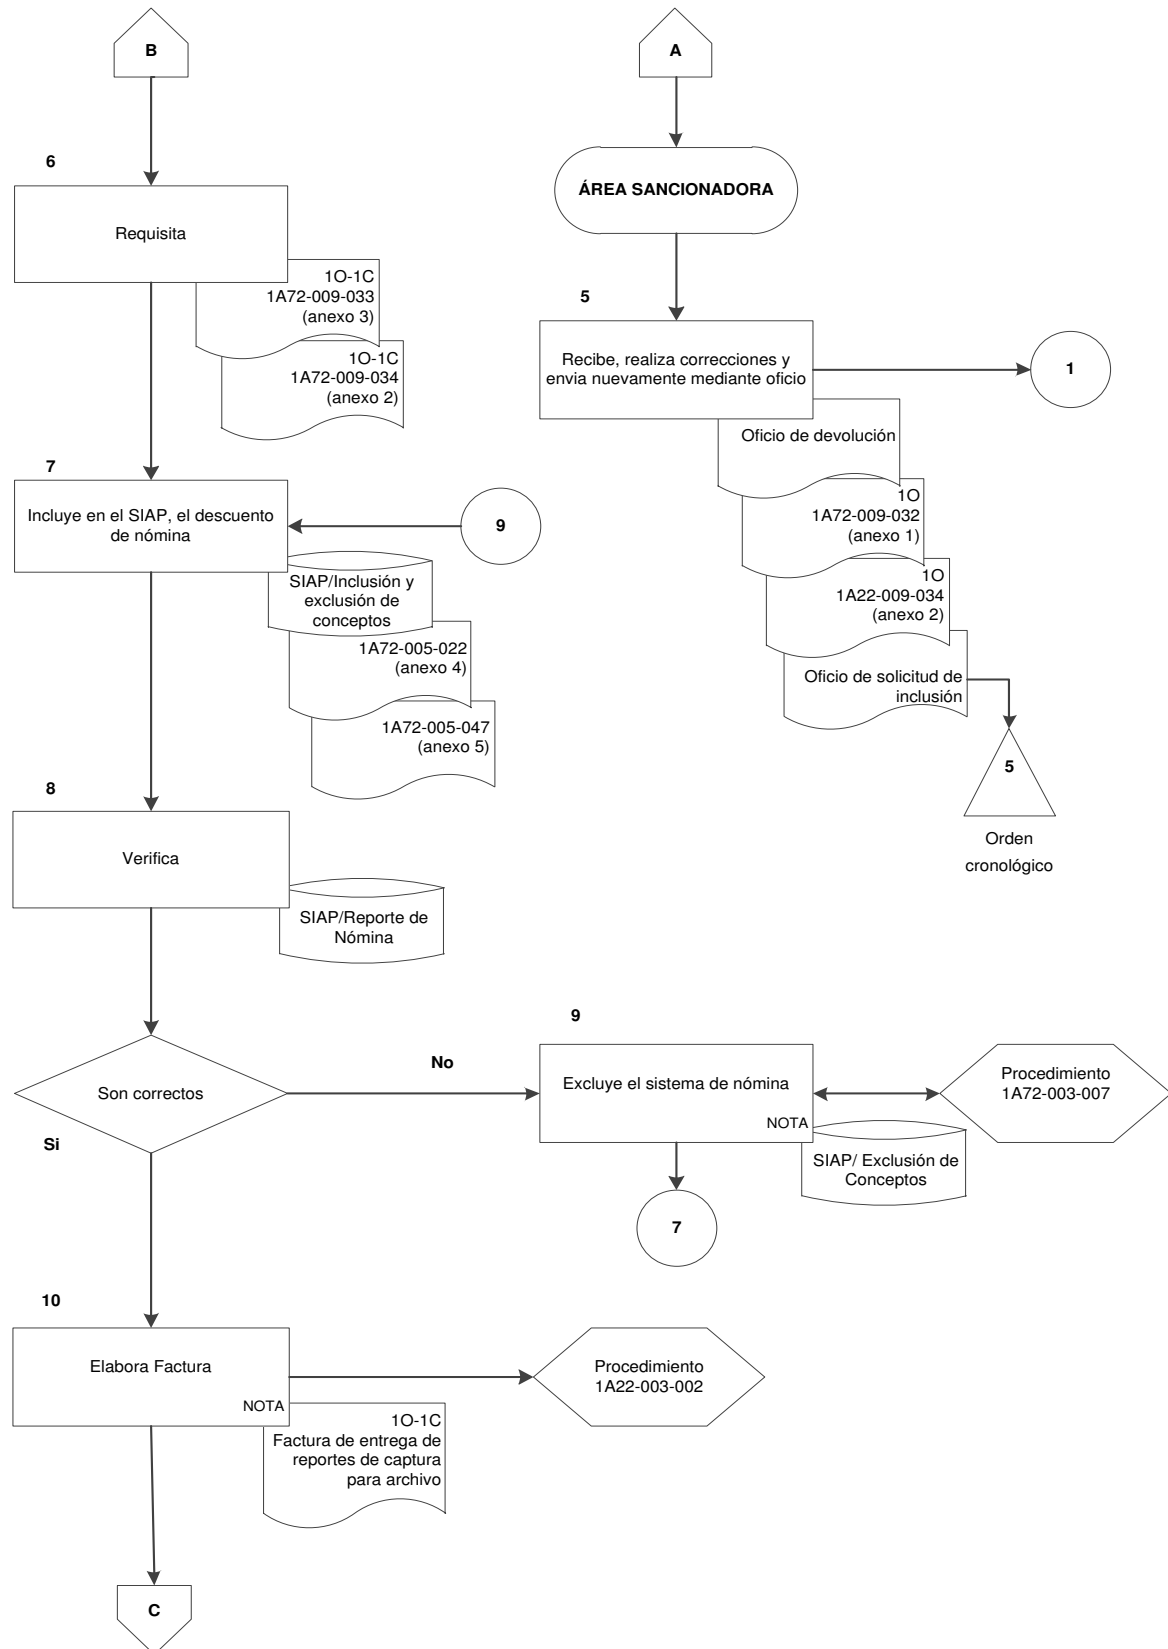 B
6
Requisita
1O-1C
1A72-009-033
(anexo 3)
1O-1C
1A72-009-034
(anexo 2)
7
Incluye en el SIAP, el descuento
de nómina
9
SIAP/Inclusión y
exclusión de
conceptos
1A72-005-022
(anexo 4)
1A72-005-047
(anexo 5)
8
Verifica
SIAP/Reporte de
Nómina
Son correctos
No
Si
10
Elabora Factura
NOTA
1O-1C
Factura de entrega de
reportes de captura
para archivo
C
A
ÁREA SANCIONADORA
5
Recibe, realiza correcciones y
envia nuevamente mediante oficio
1
Oficio de devolución
1O
1A72-009-032
(anexo 1)
1O
1A22-009-034
(anexo 2)
Oficio de solicitud de
inclusión
5
Orden
cronológico
9
Excluye el sistema de nómina
NOTA
Procedimiento
1A72-003-007
SIAP/ Exclusión de
Conceptos
7
Procedimiento
1A22-003-002